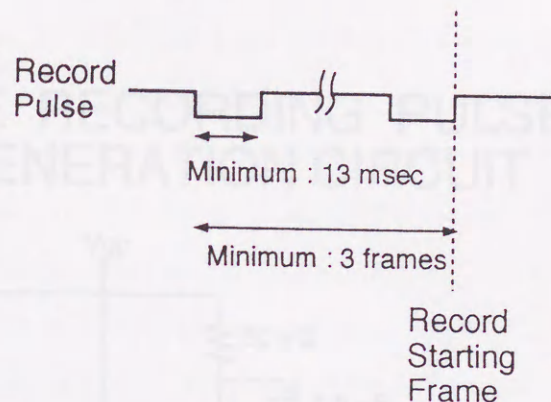 Record
Pulse
Minimum : 13 msec
Minimum : 3 frames
Record
Starting
Frame